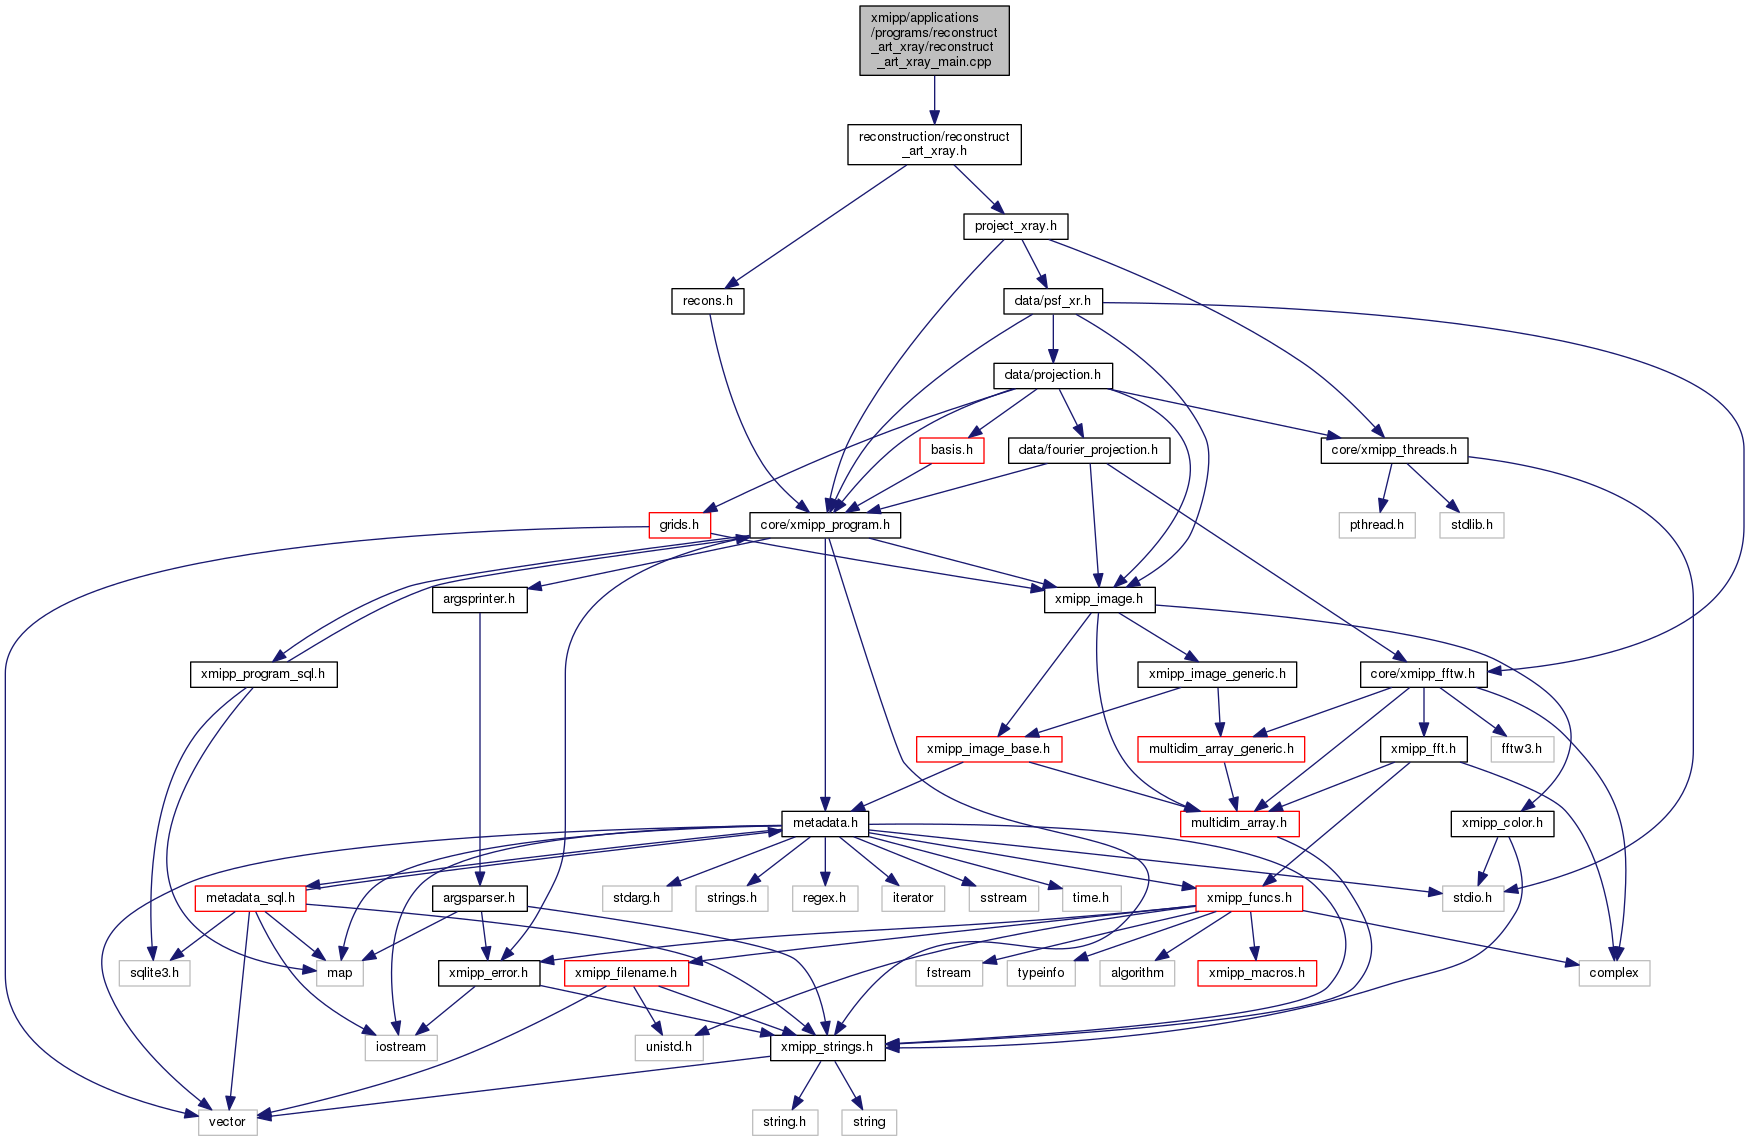 xmipp/applications
/programs/reconstruct
_art_xray/reconstruct
_art_xray_main.cpp
reconstruction/reconstruct
_art_xray.h
project_xray.h
recons.h
data/psf_xr.h
data/projection.h
basis.h
data/fourier_projection.h
core/xmipp_threads.h
grids.h
core/xmipp_program.h
pthread.h
stdlib.h
argsprinter.h
xmipp_image.h
xmipp_program_sql.h
xmipp_image_generic.h
core/xmipp_fftw.h
xmipp_image_base.h
multidim_array_generic.h
xmipp_fft.h
fftw3.h
metadata.h
multidim_array.h
xmipp_color.h
metadata_sql.h
argsparser.h
stdarg.h
strings.h
regex.h
iterator
sstream
time.h
xmipp_funcs.h
stdio.h
sqlite3.h
map
xmipp_error.h
xmipp_filename.h
fstream
typeinfo
algorithm
xmipp_macros.h
complex
iostream
unistd.h
xmipp_strings.h
vector
string.h
string